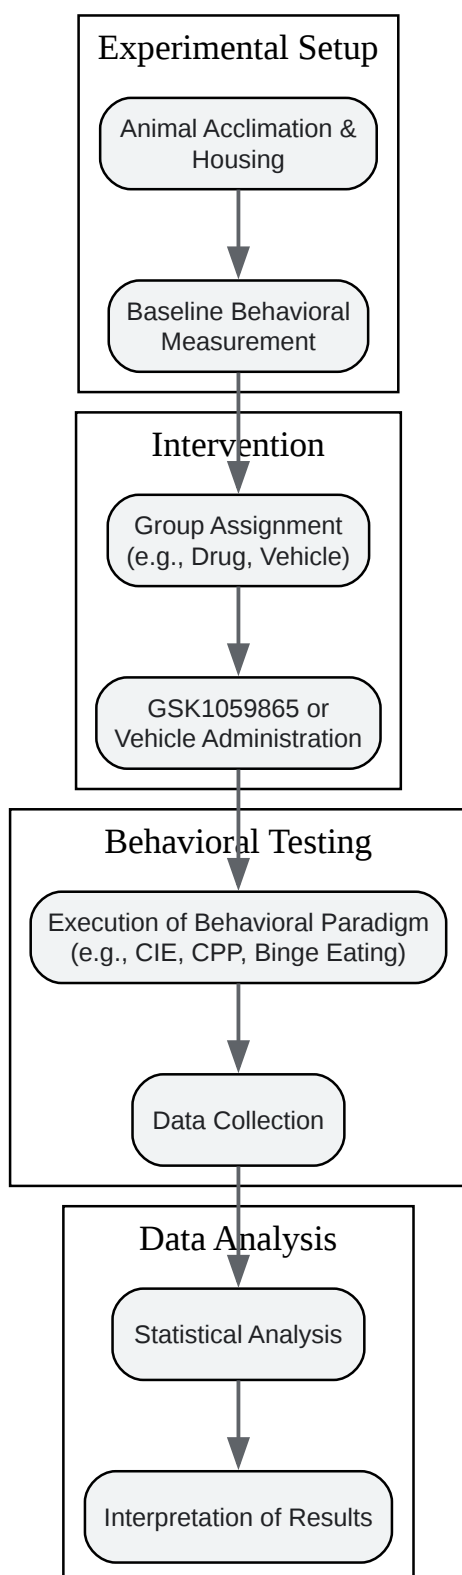 Experimental Setup
Animal Acclimation &
Housing
Baseline Behavioral
Measurement
Intervention
Group Assignment
(e.g., Drug, Vehicle)
GSK1059865 or
Vehicle Administration
Behavioral Testing
Execution of Behavioral Paradigm
(e.g., CIE, CPP, Binge Eating)
Data Collection
Data Analysis
Statistical Analysis
Interpretation of Results